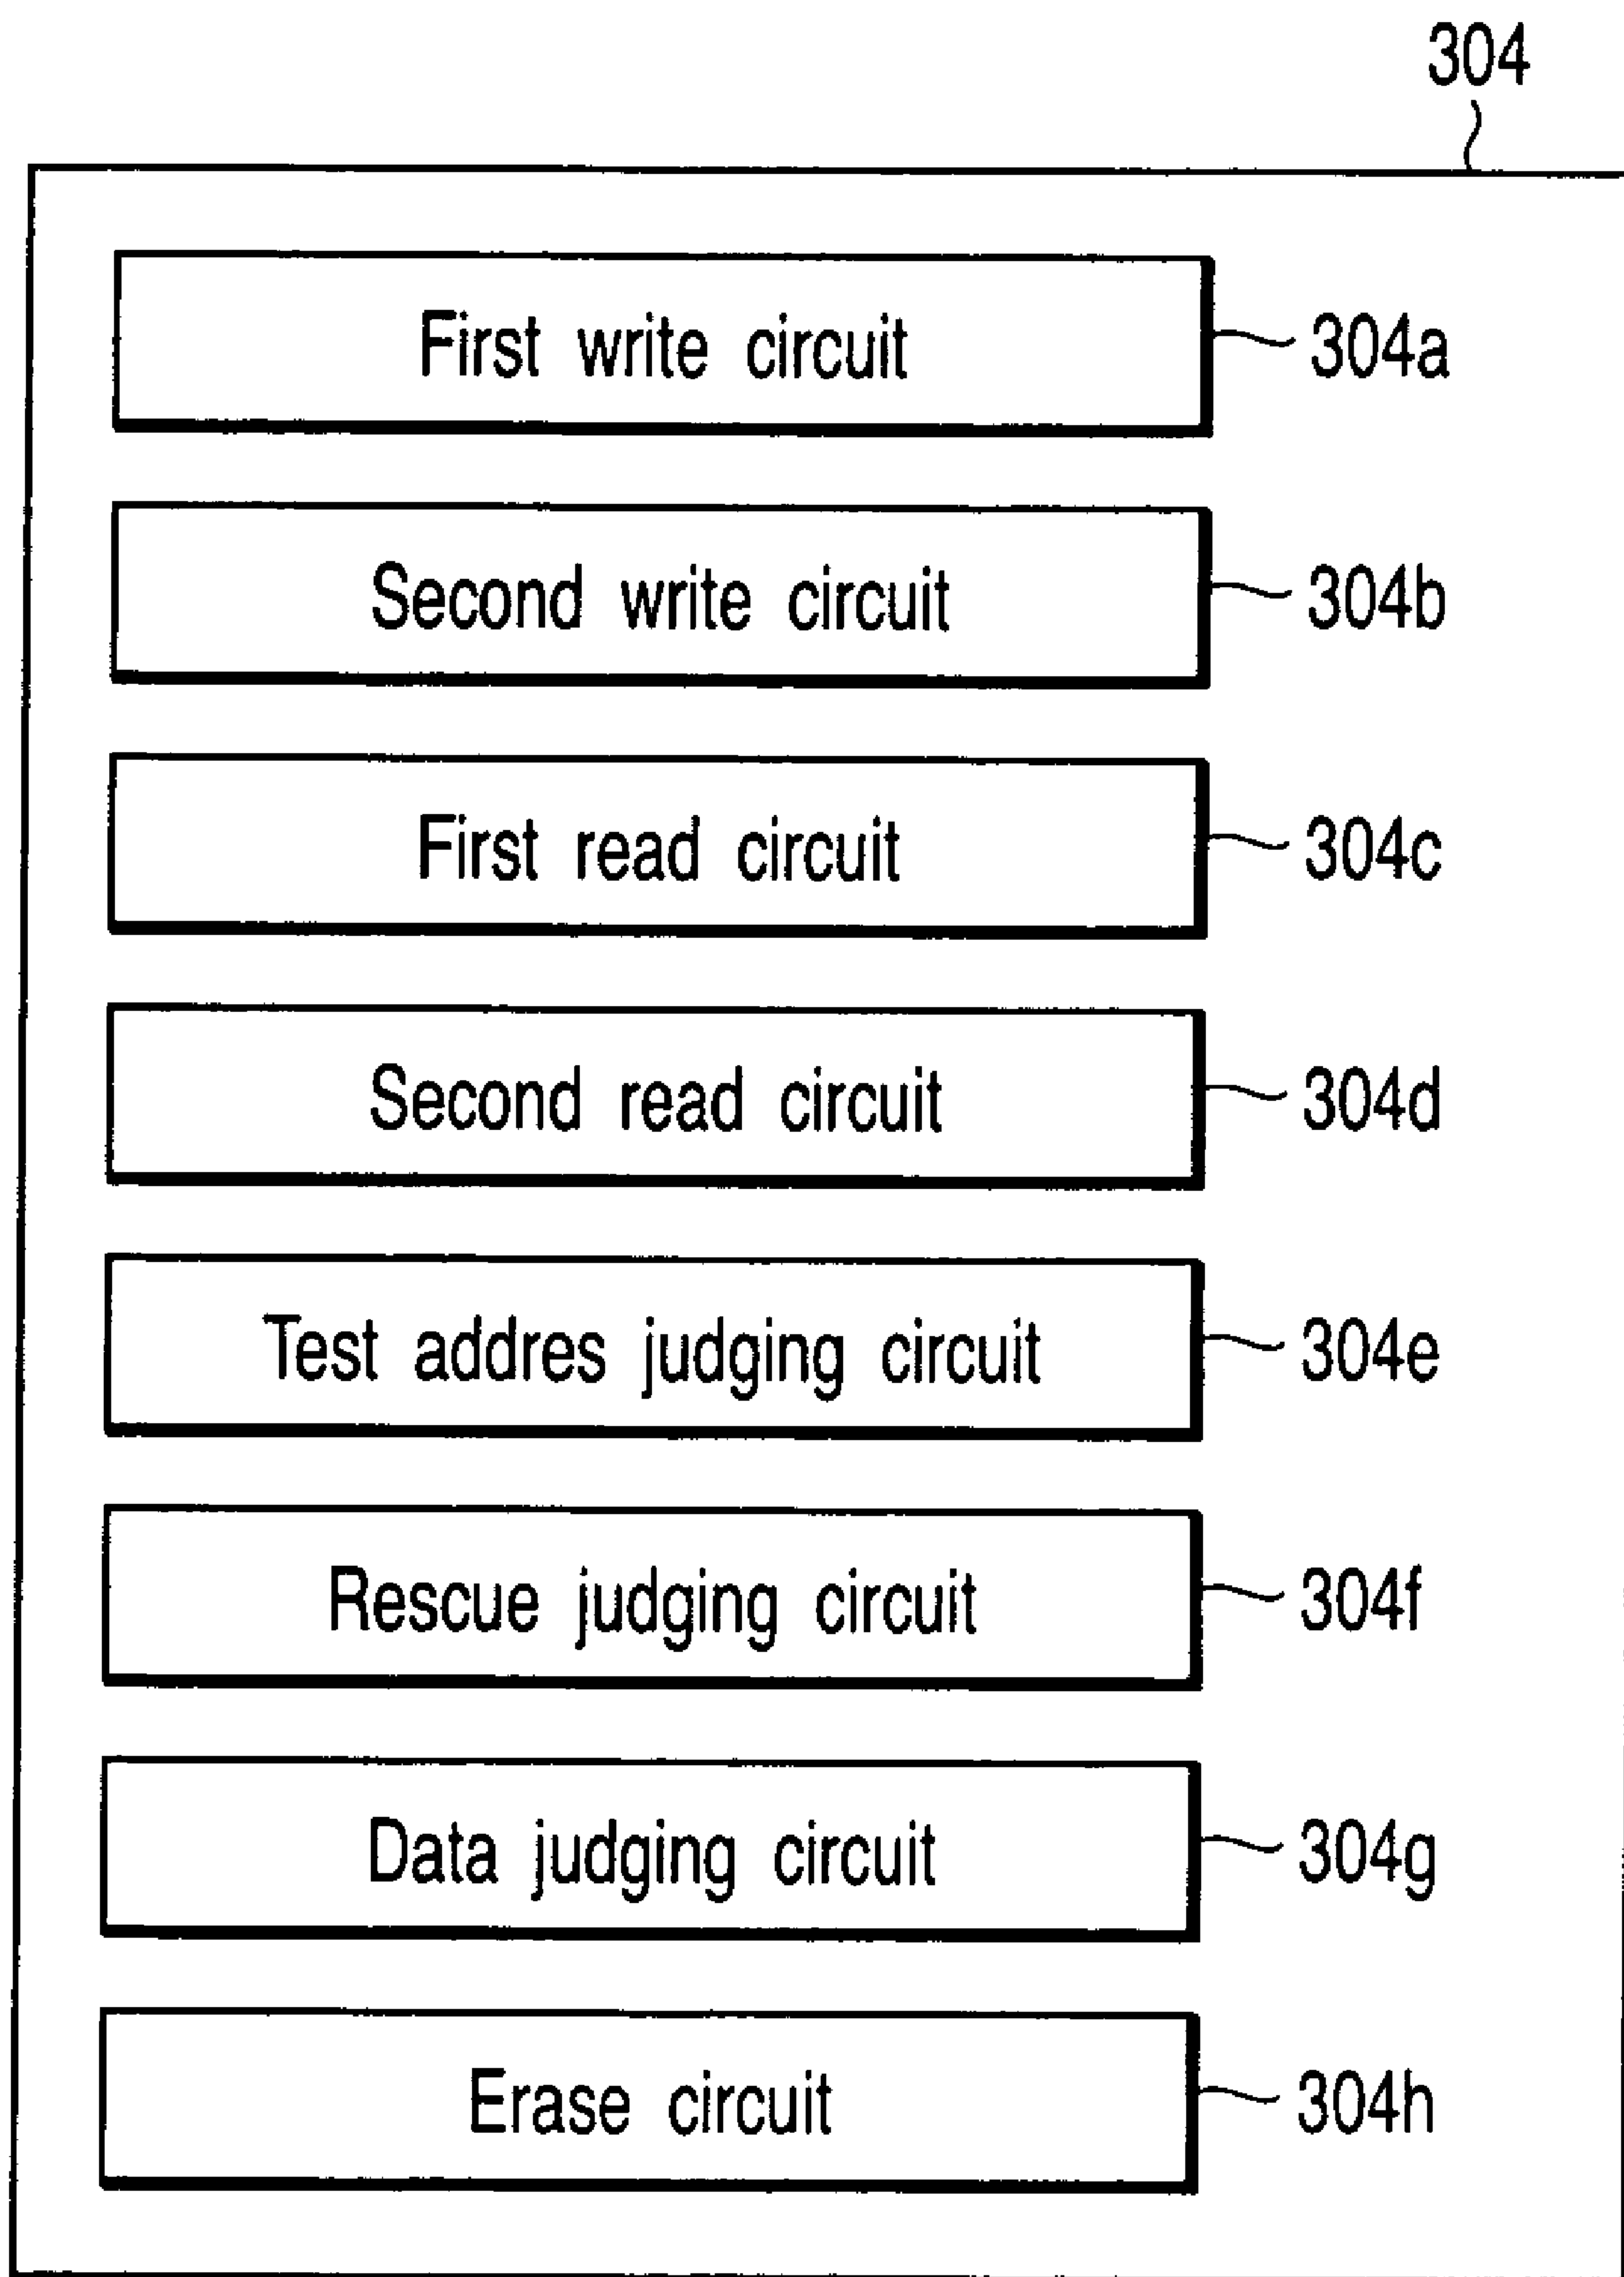 304
First write circuit 304a
Second write circuit 304b
First read circuit 304c
Second read circuit 304d
Test addres judging circuit 304e
Rescue judging circuit 304f
Data judging circuit 304g
Erase circuit 304h